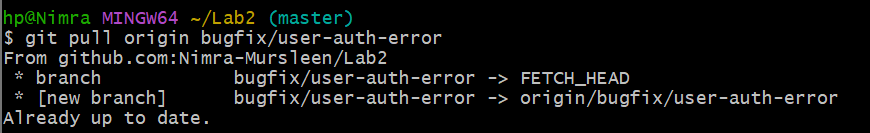 hp@Nimra MINGW64 ~/Lab2 (master)
$ git pull origin bugfix/user-auth-error
From github.com:Nimra-Mursleen/Lab2
 * branch            bugfix/user-auth-error -> FETCH_HEAD
 * [new branch]      bugfix/user-auth-error -> origin/bugfix/user-auth-error
Already up to date.